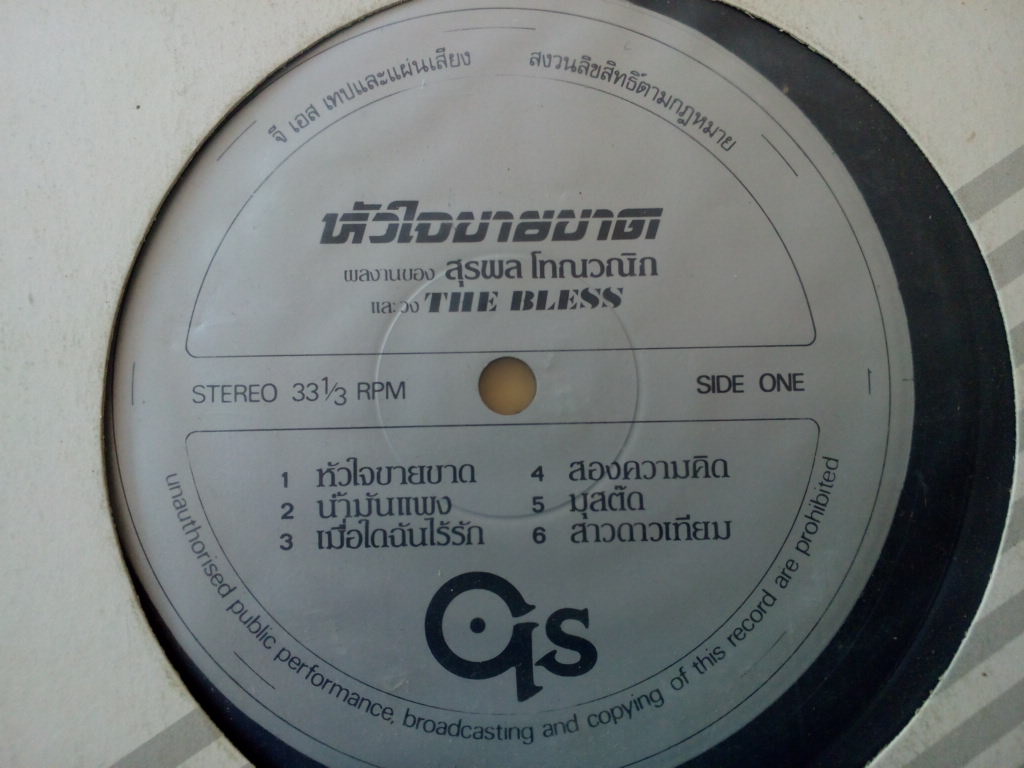 จี เอส เทปและแผ่นเสียง สงวนลิขสิทธิ์ตามกฎหมาย
หัวใจขายขาด
ผลงานของ สุรพล โทณวณิก
และวง THE BLESS
STEREO 33 1/3 RPM SIDE ONE
1 หัวใจขายขาด
2 น้ำมันแพง
3 เมื่อใดฉันไร้รัก
4 สองความคิด
5 มุสตี๊ด
6 สาวดาวเทียม
GS
unauthorised public performance, broadcasting and copying of this record are prohibited